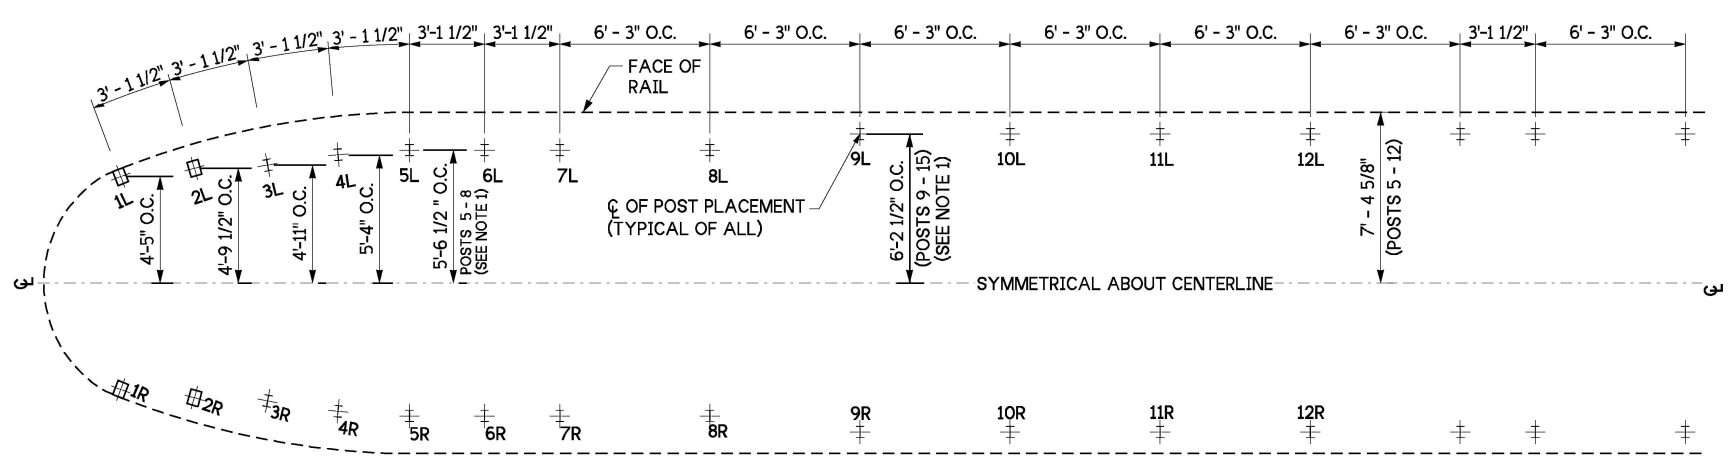 3' - 1 1/2"
3' - 1 1/2"
3' - 1 1/2"
3' - 1 1/2"
3'-1 1/2"
3'-1 1/2"
6' - 3" O.C.
6' - 3" O.C.
6' - 3" O.C.
6' - 3" O.C.
6' - 3" O.C.
6' - 3" O.C.
3'-1 1/2"
6' - 3" O.C.
FACE OF
RAIL
1L
2L
3L
4L
5L
6L
7L
8L
9L
10L
11L
12L
4'-5" O.C.
4'-9 1/2" O.C.
4'-11" O.C.
5'-4" O.C.
5'-6 1/2 " O.C.
POSTS 5 - 8
(SEE NOTE 1)
℄ OF POST PLACEMENT
(TYPICAL OF ALL)
6'-2 1/2" O.C.
(POSTS 9 - 15)
(SEE NOTE 1)
7' - 4 5/8"
(POSTS 5 - 12)
℄
SYMMETRICAL ABOUT CENTERLINE
℄
1R
2R
3R
4R
5R
6R
7R
8R
9R
10R
11R
12R